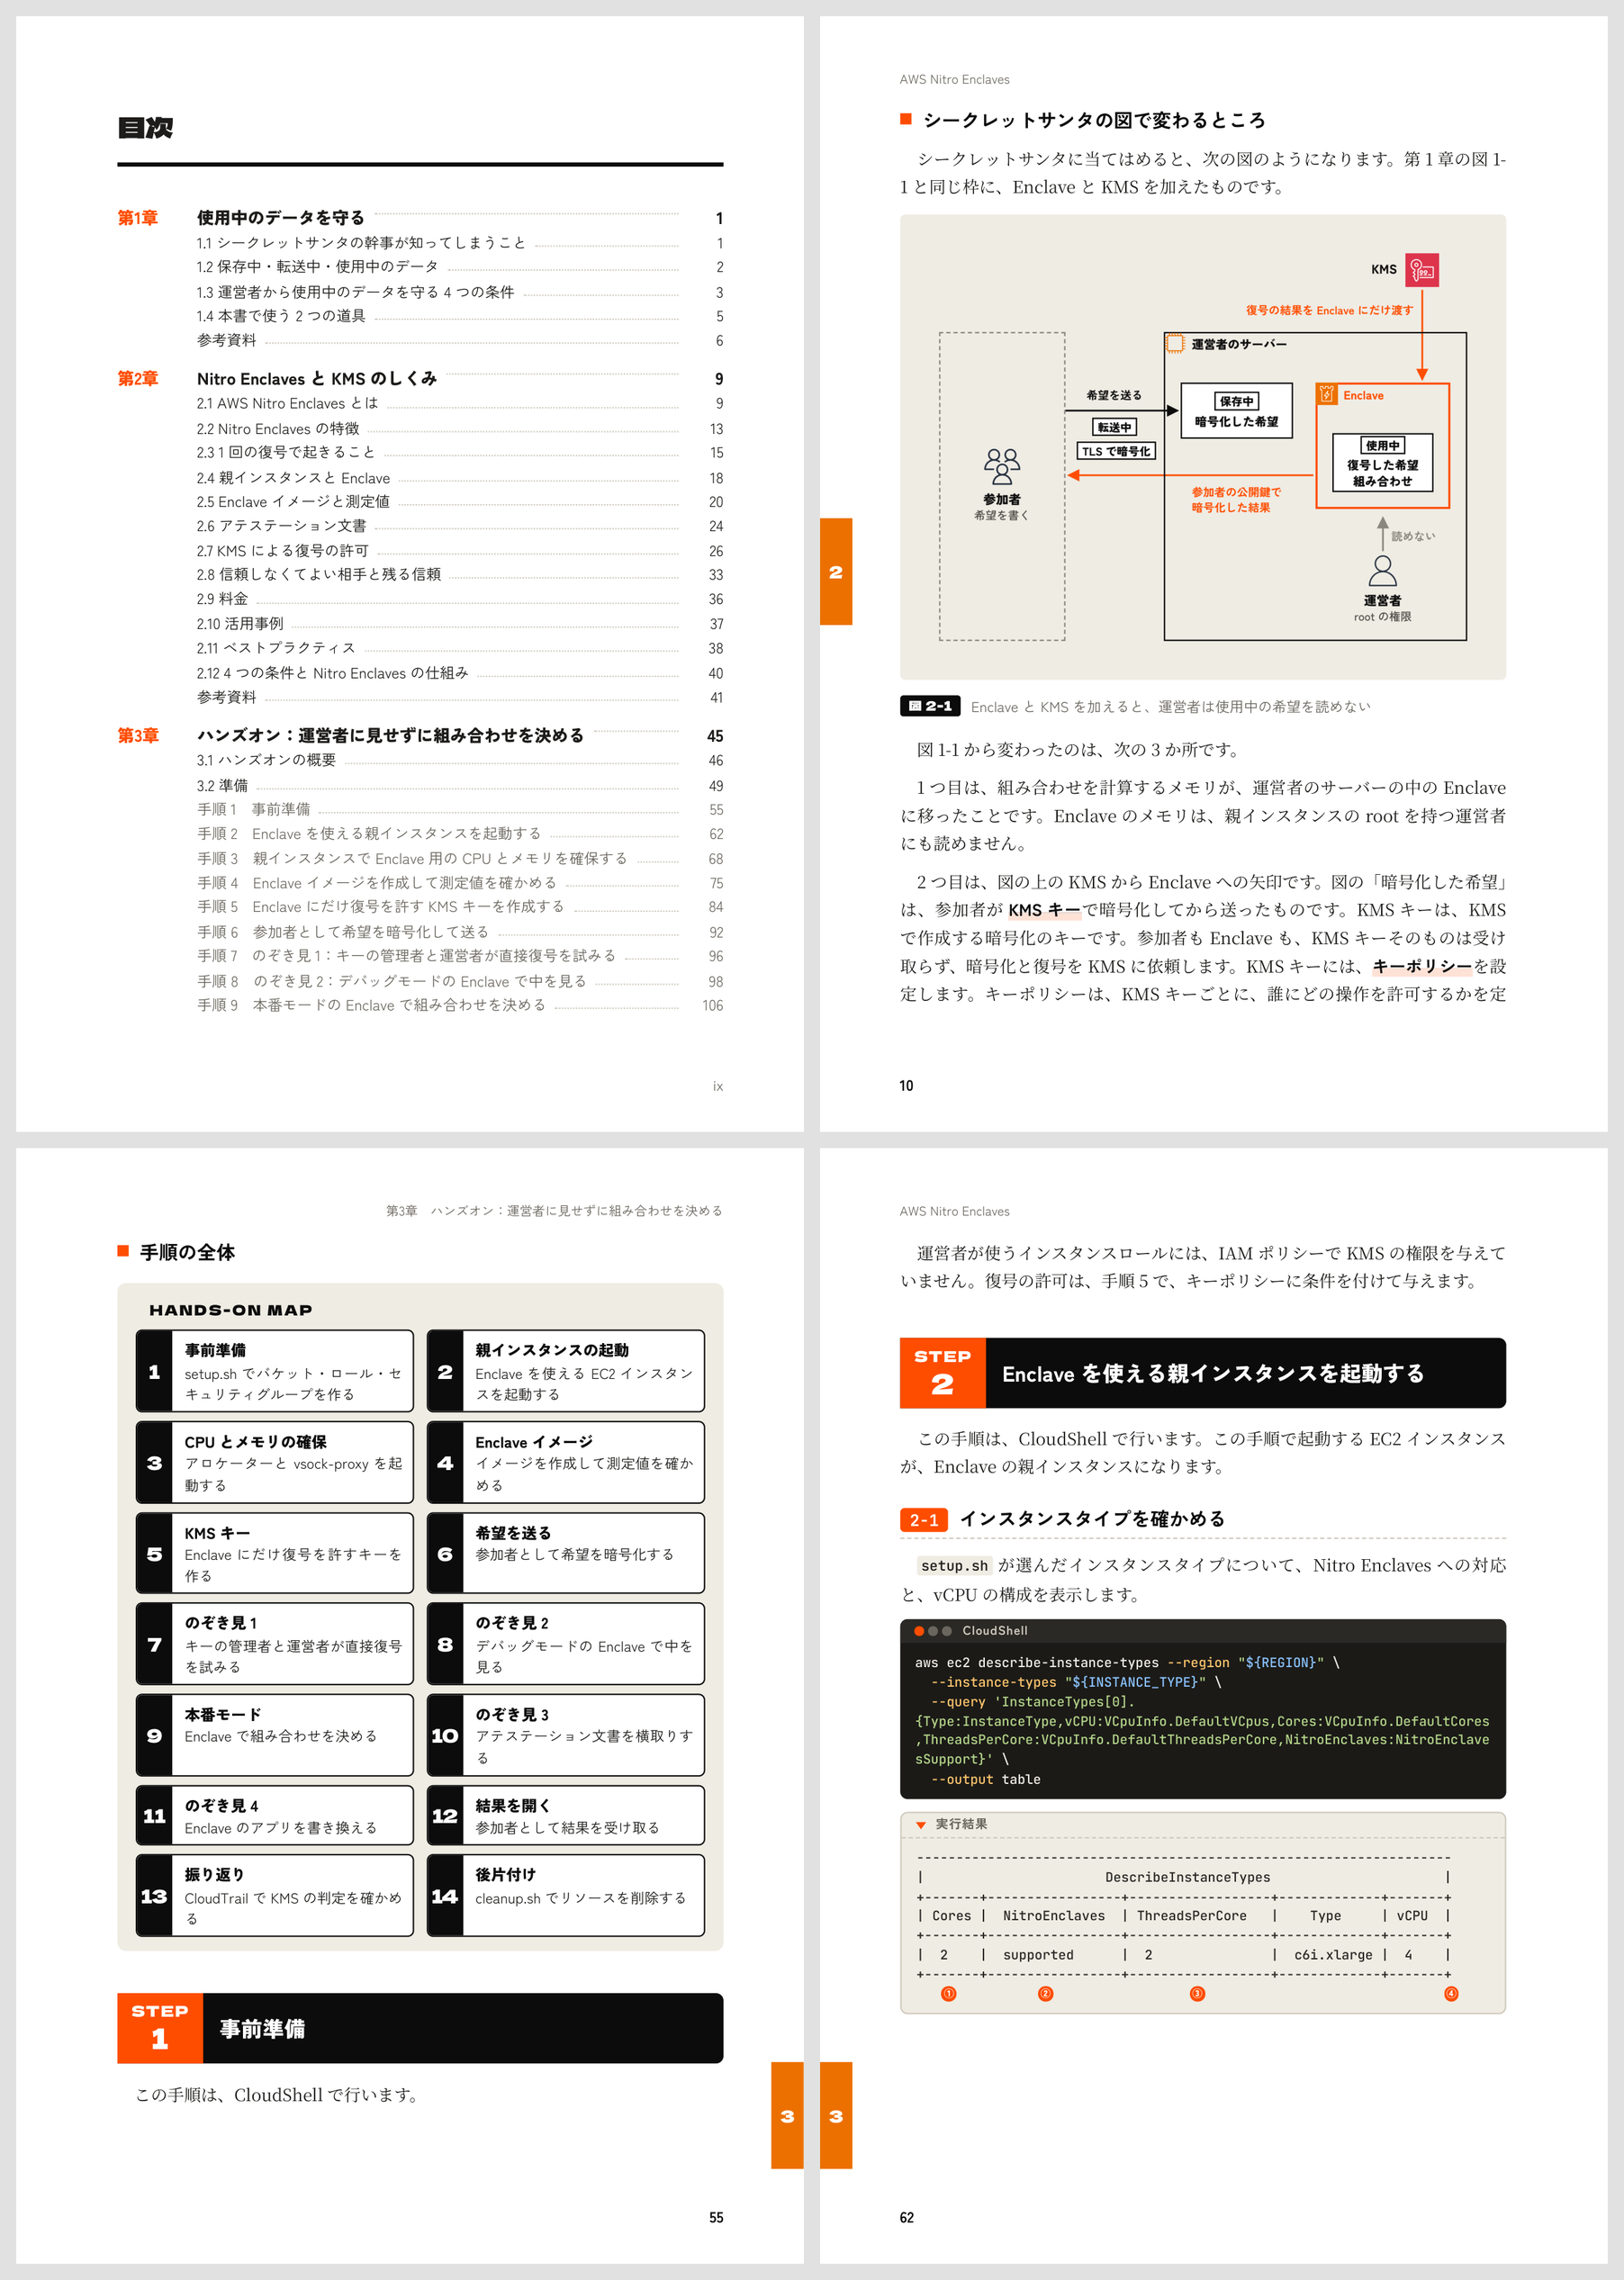 目次
第1章 使用中のデータを守る 1
1.1 シークレットサンタの幹事が知ってしまうこと 1
1.2 保存中・転送中・使用中のデータ 2
1.3 運営者から使用中のデータを守る 4 つの条件 3
1.4 本書で使う 2 つの道具 5
参考資料 6
第2章 Nitro Enclaves と KMS のしくみ 9
2.1 AWS Nitro Enclaves とは 9
2.2 Nitro Enclaves の特徴 13
2.3 1 回の復号で起きること 15
2.4 親インスタンスと Enclave 18
2.5 Enclave イメージと測定値 20
2.6 アテステーション文書 24
2.7 KMS による復号の許可 26
2.8 信頼しなくてよい相手と残る信頼 33
2.9 料金 36
2.10 活用事例 37
2.11 ベストプラクティス 38
2.12 4 つの条件と Nitro Enclaves の仕組み 40
参考資料 41
第3章 ハンズオン：運営者に見せずに組み合わせを決める 45
3.1 ハンズオンの概要 46
3.2 準備 49
手順 1 事前準備 55
手順 2 Enclave を使える親インスタンスを起動する 62
手順 3 親インスタンスで Enclave 用の CPU とメモリを確保する 68
手順 4 Enclave イメージを作成して測定値を確かめる 75
手順 5 Enclave にだけ復号を許す KMS キーを作成する 84
手順 6 参加者として希望を暗号化して送る 92
手順 7 のぞき見 1：キーの管理者と運営者が直接復号を試みる 96
手順 8 のぞき見 2：デバッグモードの Enclave で中を見る 98
手順 9 本番モードの Enclave で組み合わせを決める 106
ix
AWS Nitro Enclaves
シークレットサンタの図で変わるところ
シークレットサンタに当てはめると、次の図のようになります。第 1 章の図 1-
1 と同じ枠に、Enclave と KMS を加えたものです。
KMS
復号の結果を Enclave にだけ渡す
運営者のサーバー
希望を送る
転送中
TLS で暗号化
保存中
暗号化した希望
Enclave
使用中
復号した希望
組み合わせ
参加者
希望を書く
参加者の公開鍵で
暗号化した結果
読めない
運営者
root の権限
図 2-1 Enclave と KMS を加えると、運営者は使用中の希望を読めない
図 1-1 から変わったのは、次の 3 か所です。
1 つ目は、組み合わせを計算するメモリが、運営者のサーバーの中の Enclave
に移ったことです。Enclave のメモリは、親インスタンスの root を持つ運営者
にも読めません。
2 つ目は、図の上の KMS から Enclave への矢印です。図の「暗号化した希望」
は、参加者が KMS キーで暗号化してから送ったものです。KMS キーは、KMS
で作成する暗号化のキーです。参加者も Enclave も、KMS キーそのものは受け
取らず、暗号化と復号を KMS に依頼します。KMS キーには、キーポリシーを設
定します。キーポリシーは、KMS キーごとに、誰にどの操作を許可するかを定
2
10
第3章 ハンズオン：運営者に見せずに組み合わせを決める
手順の全体
HANDS-ON MAP
1 事前準備
setup.sh でバケット・ロール・セ
キュリティグループを作る
2 親インスタンスの起動
Enclave を使える EC2 インスタン
スを起動する
3 CPU とメモリの確保
アロケーターと vsock-proxy を起
動する
4 Enclave イメージ
イメージを作成して測定値を確か
める
5 KMS キー
Enclave にだけ復号を許すキーを
作る
6 希望を送る
参加者として希望を暗号化する
7 のぞき見 1
キーの管理者と運営者が直接復号
を試みる
8 のぞき見 2
デバッグモードの Enclave で中を
見る
9 本番モード
Enclave で組み合わせを決める
10 のぞき見 3
アテステーション文書を横取りす
る
11 のぞき見 4
Enclave のアプリを書き換える
12 結果を開く
参加者として結果を受け取る
13 振り返り
CloudTrail で KMS の判定を確かめ
る
14 後片付け
cleanup.sh でリソースを削除する
STEP 1 事前準備
この手順は、CloudShell で行います。
3
55
AWS Nitro Enclaves
運営者が使うインスタンスロールには、IAM ポリシーで KMS の権限を与えて
いません。復号の許可は、手順 5 で、キーポリシーに条件を付けて与えます。
STEP 2 Enclave を使える親インスタンスを起動する
この手順は、CloudShell で行います。この手順で起動する EC2 インスタンス
が、Enclave の親インスタンスになります。
2-1 インスタンスタイプを確かめる
setup.sh が選んだインスタンスタイプについて、Nitro Enclaves への対応
と、vCPU の構成を表示します。
CloudShell
aws ec2 describe-instance-types --region "${REGION}" \
--instance-types "${INSTANCE_TYPE}" \
--query 'InstanceTypes[0].
{Type:InstanceType,vCPU:VCpuInfo.DefaultVCpus,Cores:VCpuInfo.DefaultCores
,ThreadsPerCore:VCpuInfo.DefaultThreadsPerCore,NitroEnclaves:NitroEnclave
sSupport}' \
--output table
▼ 実行結果
--------------------------------------------------------------------
| DescribeInstanceTypes |
+-------+-----------------+------------------+-------------+-------+
| Cores | NitroEnclaves | ThreadsPerCore | Type | vCPU |
+-------+-----------------+------------------+-------------+-------+
| 2 | supported | 2 | c6i.xlarge | 4 |
+-------+-----------------+------------------+-------------+-------+
① ② ③ ④
3
62